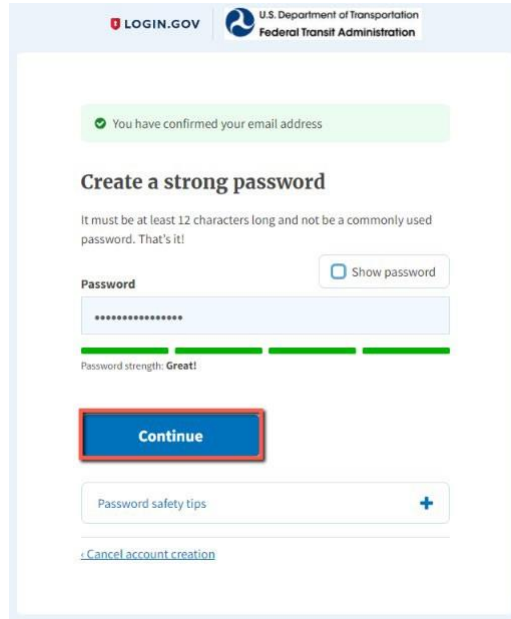 LOGIN.GOV
U.S. Department of Transportation
Federal Transit Administration
You have confirmed your email address
Create a strong password
It must be at least 12 characters long and not be a commonly used
password. That's it!
Show password
Password
••••••••••••••••
Password strength: Great!
Continue
Password safety tips
‹ Cancel account creation